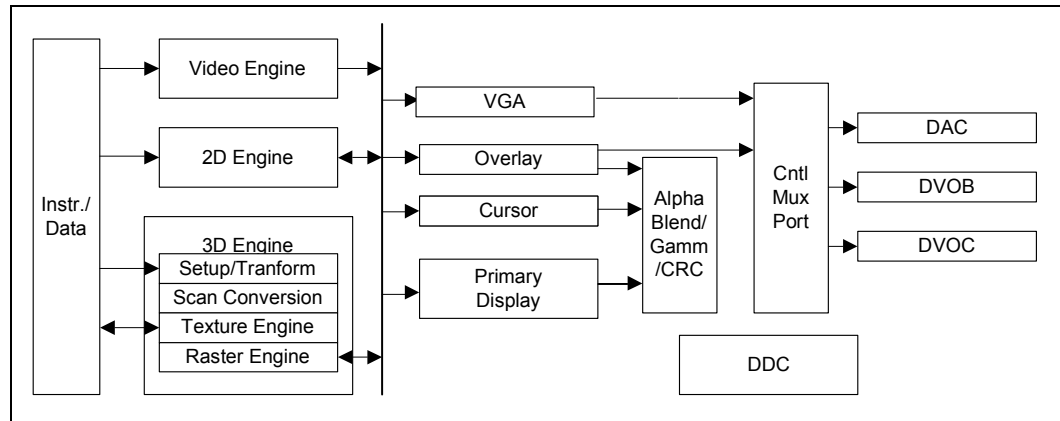 Instr./
Data
Video Engine
2D Engine
3D Engine
Setup/Tranform
Scan Conversion
Texture Engine
Raster Engine
VGA
Overlay
Cursor
Primary
Display
Alpha
Blend/
Gamm
/CRC
Cntl
Mux
Port
DAC
DVOB
DVOC
DDC